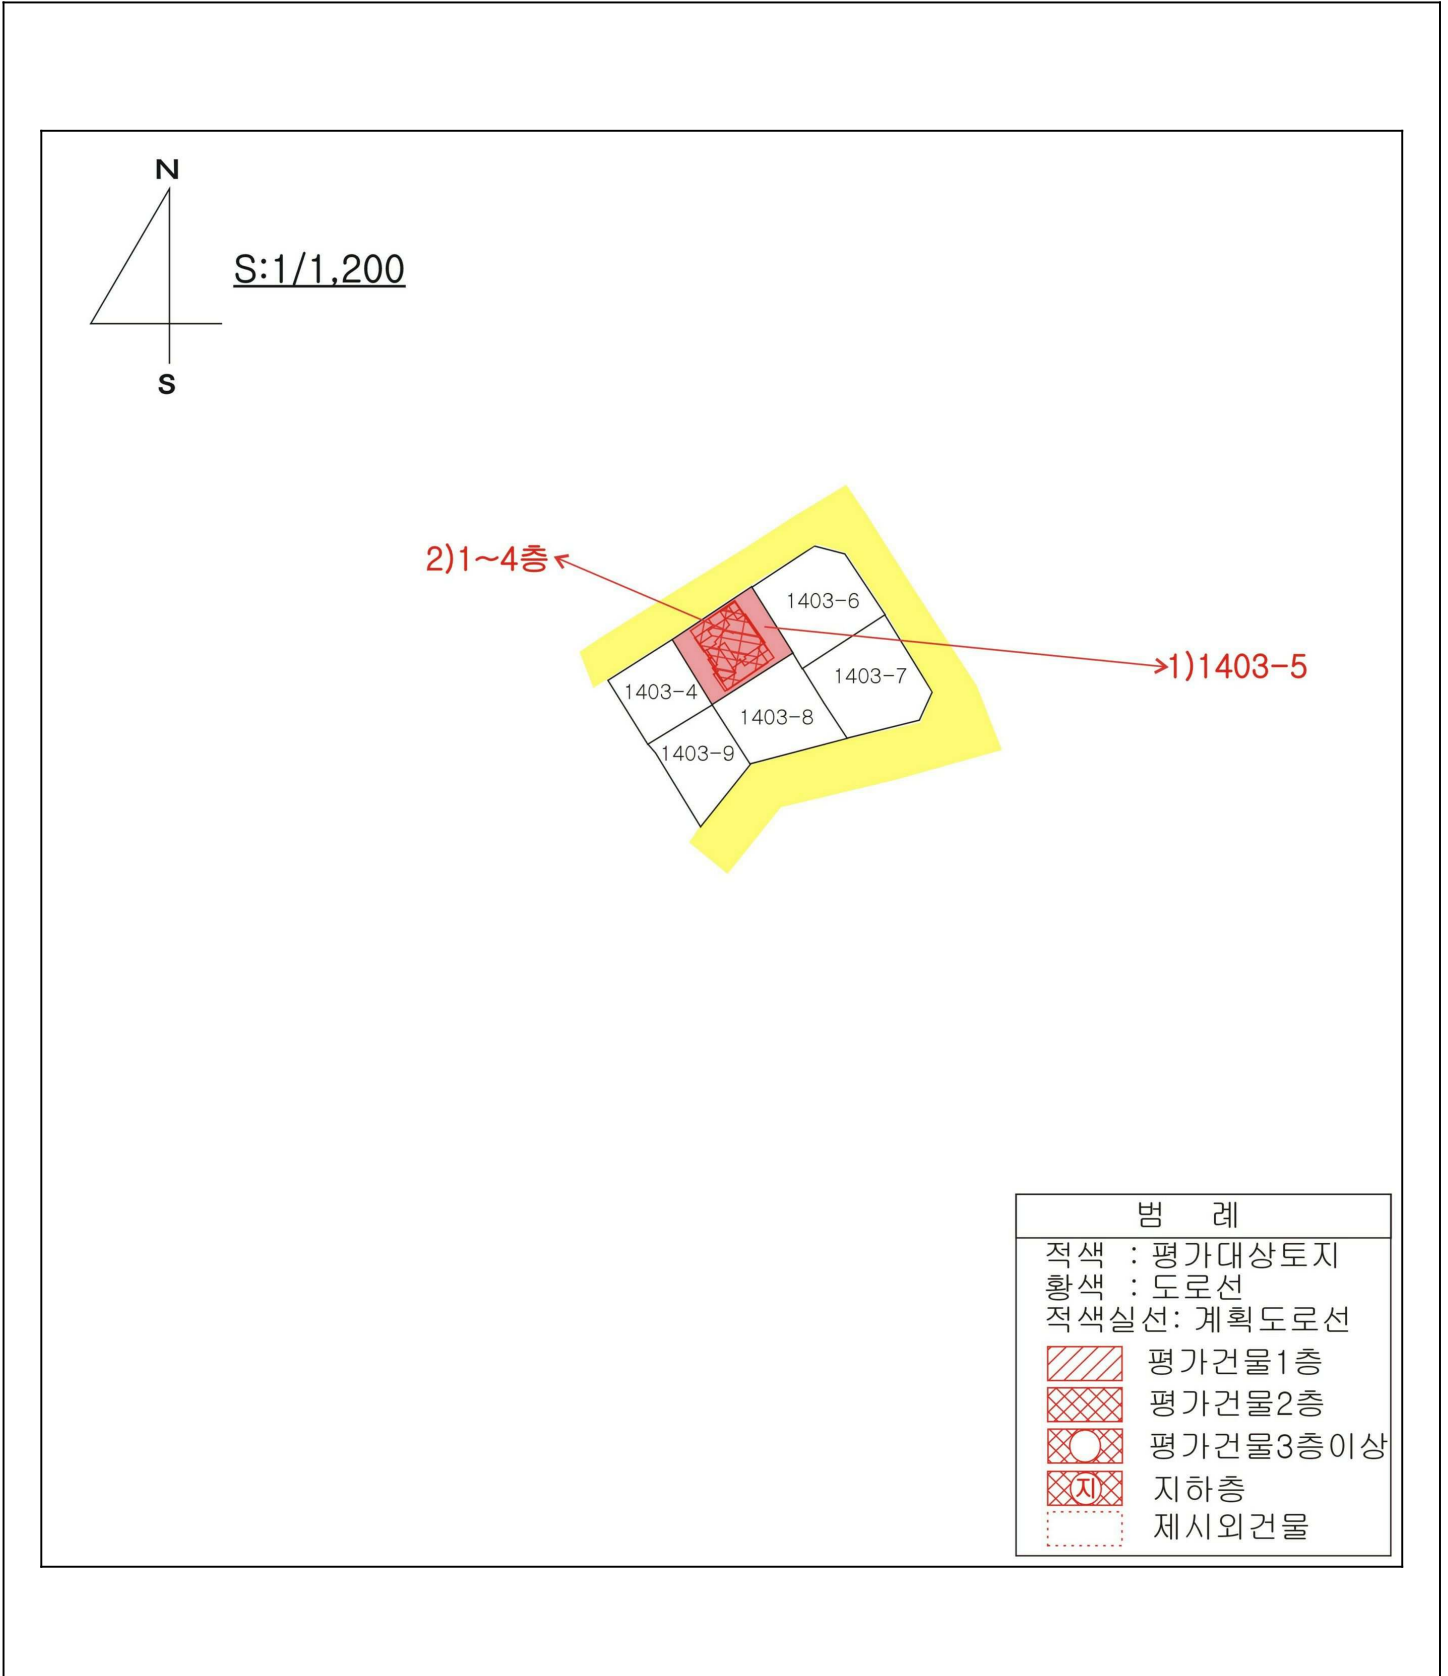 N
S:1/1,200
S
2)1~4층
1403-6
1)1403-5
1403-7
1403-4
1403-8
1403-9
범 례
적색 : 평가대상토지
황색 : 도로선
적색실선: 계획도로선
평가건물1층
평가건물2층
평가건물3층이상
지 지하층
제시외건물